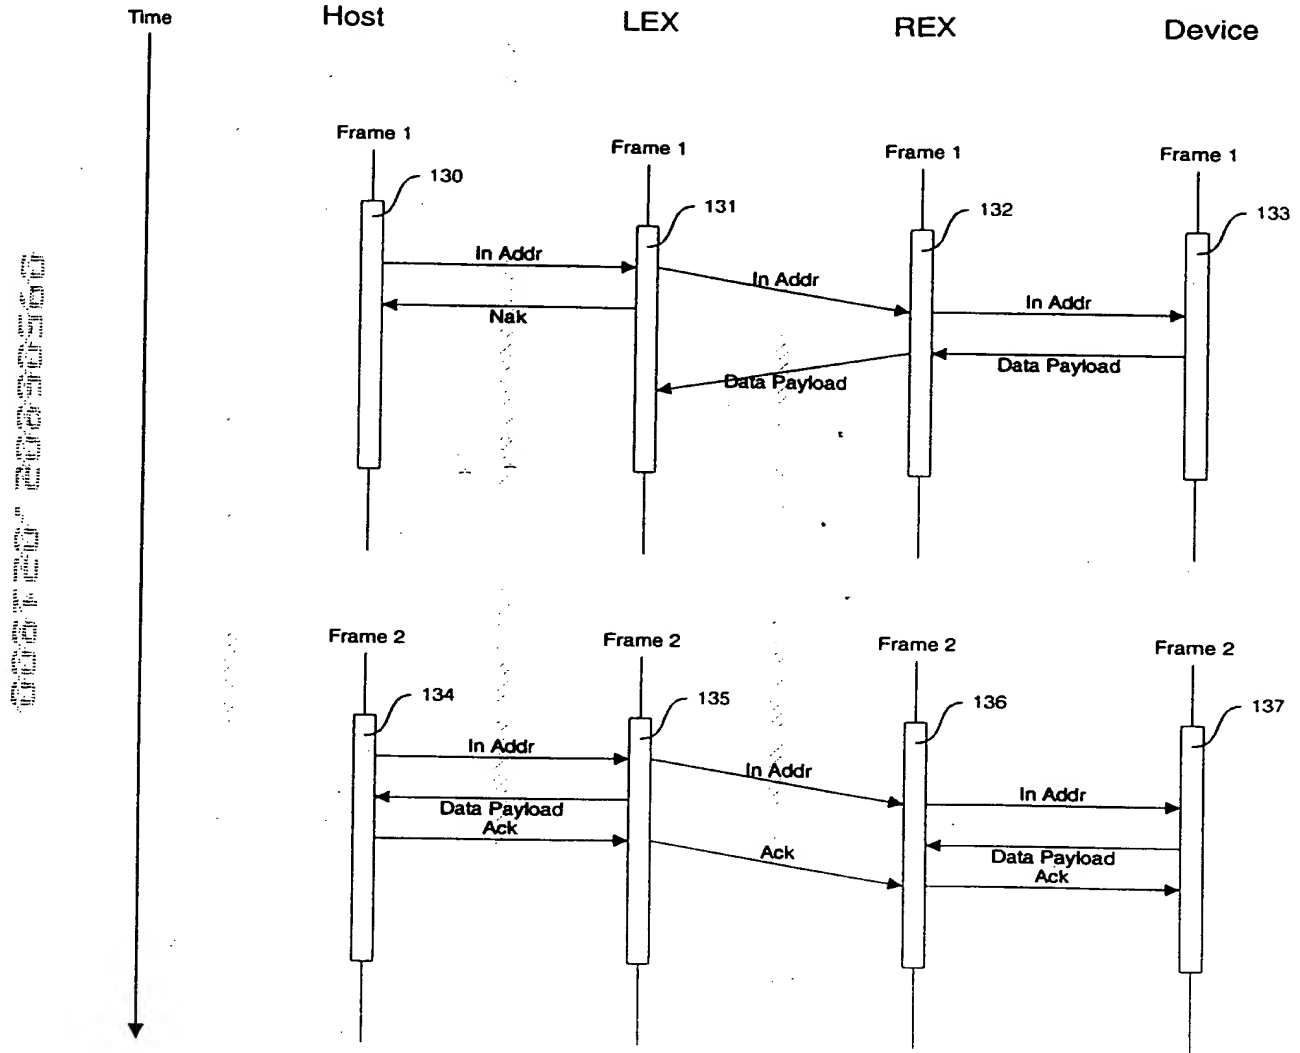 Time
Host
LEX
REX
Device
Frame 1
Frame 1
Frame 1
Frame 1
130
131
132
133
In Addr
In Addr
In Addr
Nak
Data Payload
Data Payload
Frame 2
Frame 2
Frame 2
Frame 2
134
135
136
137
In Addr
In Addr
In Addr
Data Payload
Ack
Ack
Data Payload
Ack